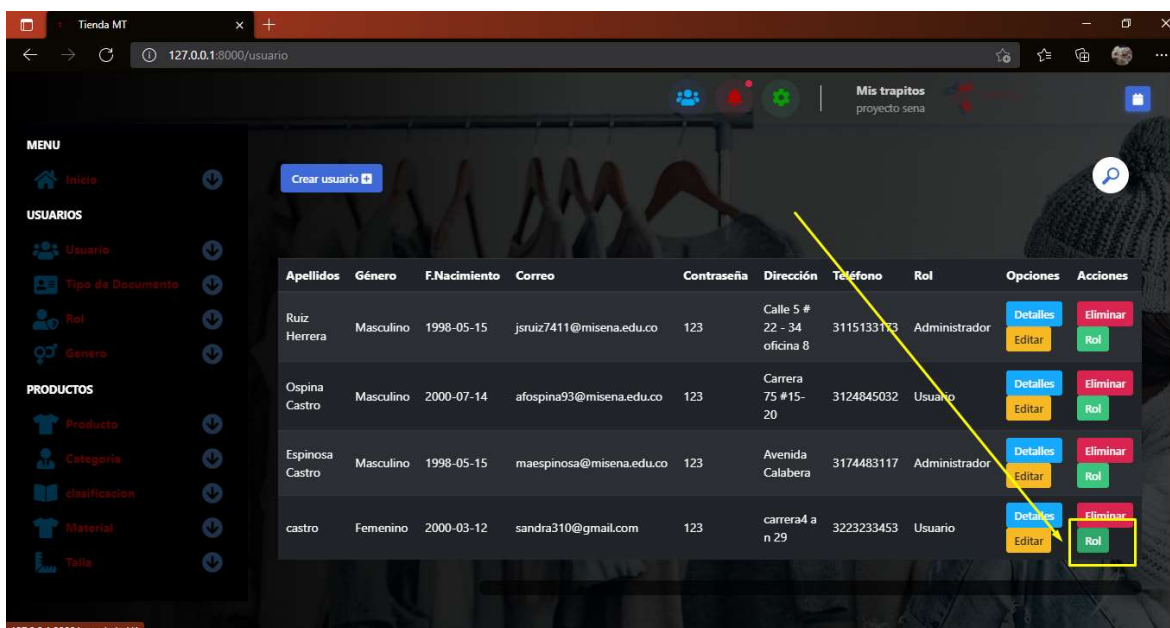 Tienda MT
127.0.0.1:8000/usuario
Mis trapitos
proyecto sena
MENU
Inicio
Crear usuario
USUARIOS
Usuario
Tipo de Documento
Rol
Genero
PRODUCTOS
Producto
Categoria
clasificacion
Material
Talla
Apellidos Género F.Nacimiento Correo Contraseña Dirección Teléfono Rol Opciones Acciones
Ruiz Herrera Masculino 1998-05-15 jsruiz7411@misena.edu.co 123 Calle 5 # 22 - 34 oficina 8 3115133173 Administrador Detalles Editar Eliminar Rol
Ospina Castro Masculino 2000-07-14 afospina93@misena.edu.co 123 Carrera 75 #15-20 3124845032 Usuario Detalles Editar Eliminar Rol
Espinosa Castro Masculino 1998-05-15 maespinosa@misena.edu.co 123 Avenida Calabera 3174483117 Administrador Detalles Editar Eliminar Rol
castro Femenino 2000-03-12 sandra310@gmail.com 123 carrera4 a n 29 3223233453 Usuario Detalles Editar Eliminar Rol